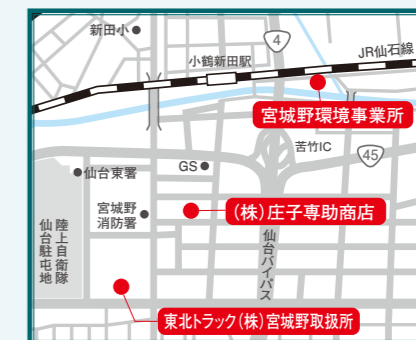 新田小
4
JR仙石線
小鶴新田駅
宮城野環境事業所
苦竹IC
45
GS
仙台東署
宮城野
消防署
(株)庄子専助商店
陸上自衛隊
仙台駐屯地
仙台バイパス
東北トラック(株)宮城野取扱所